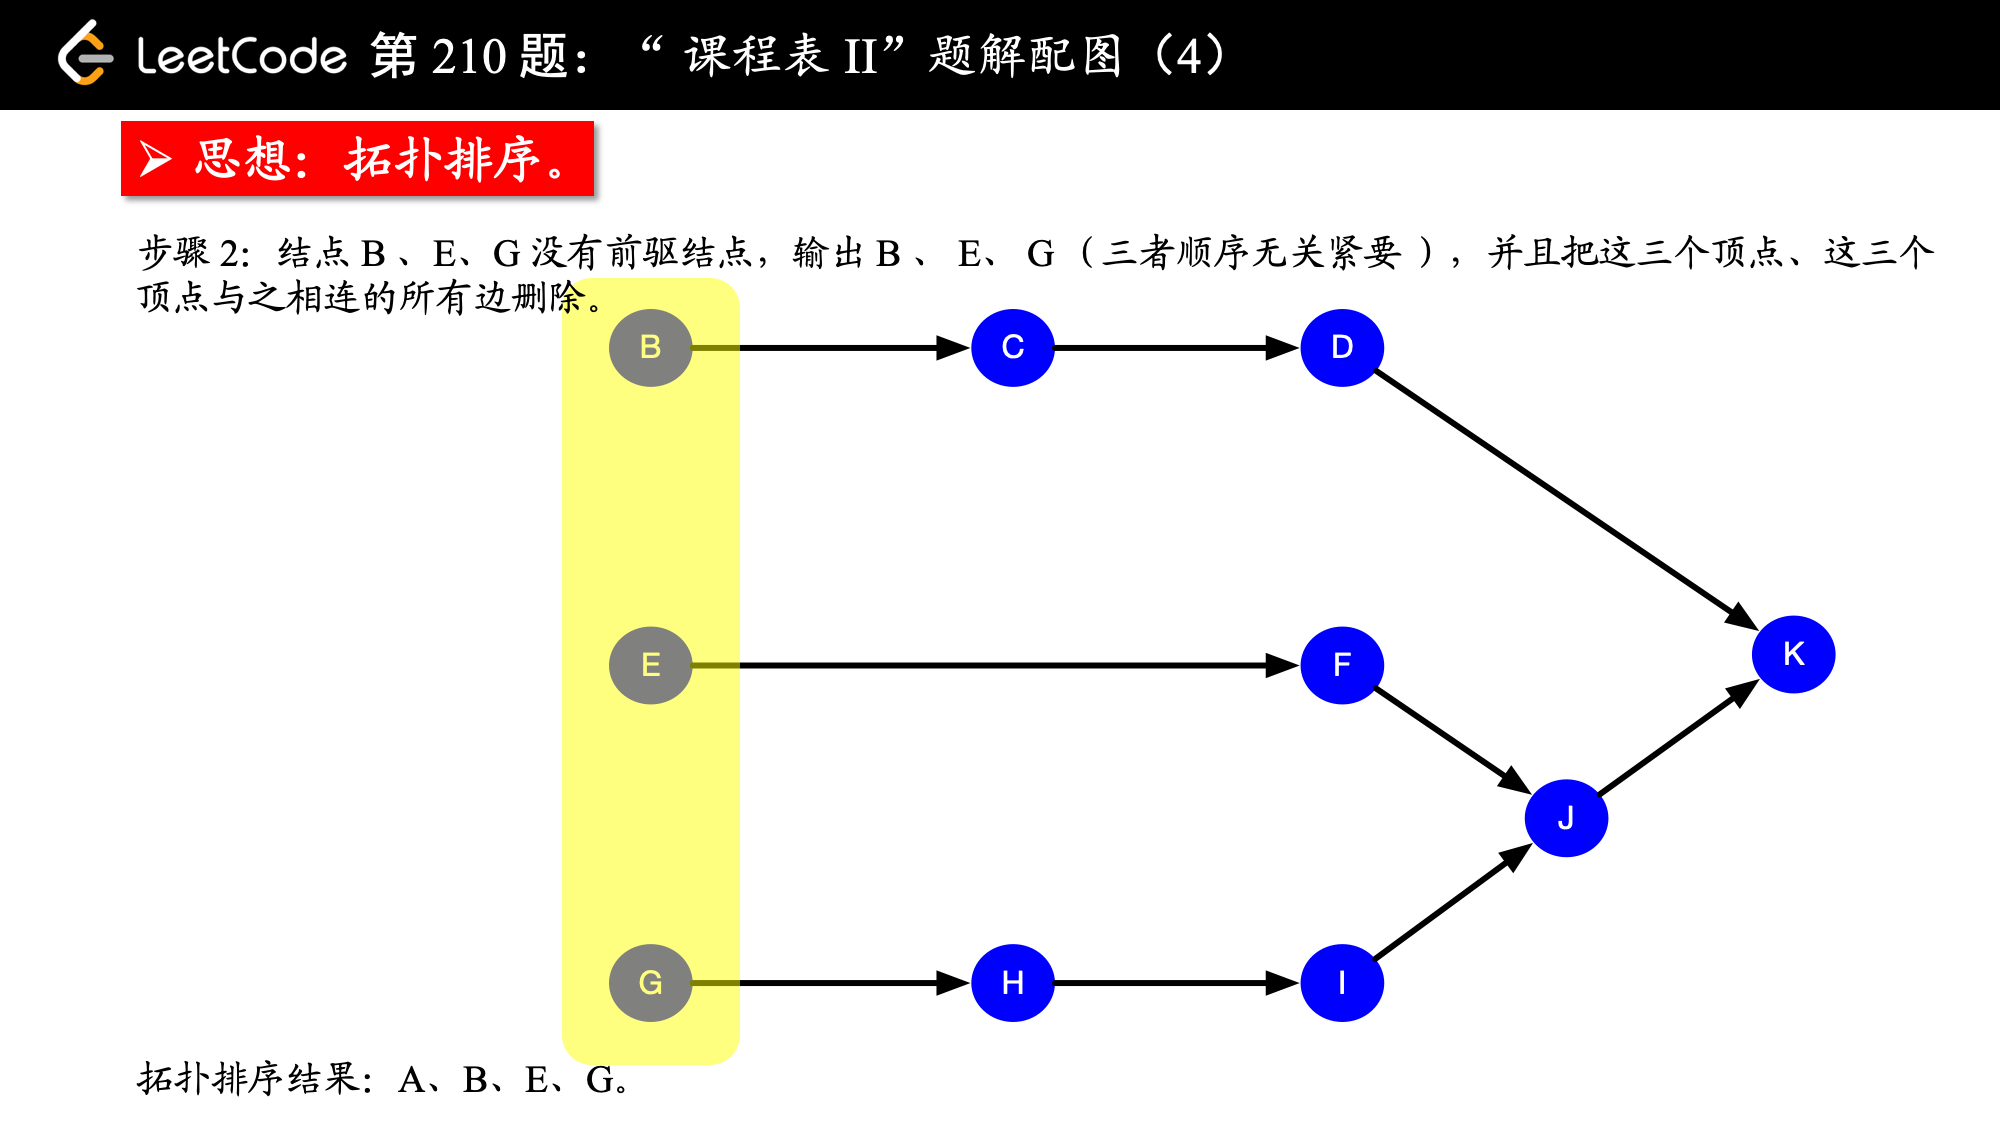 LeetCode 第 210 题：“ 课程表 II”题解配图（4）
思想：拓扑排序。
步骤 2：结点 B 、E、G 没有前驱结点，输出 B 、 E、 G （三者顺序无关紧要 ），并且把这三个顶点、这三个
顶点与之相连的所有边删除。
B
C
D
E
F
K
J
G
H
I
拓扑排序结果：A、B、E、G。